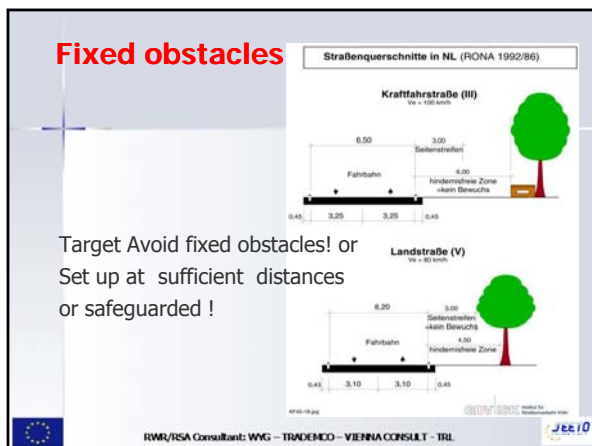 Fixed obstacles
Straßenquerschnitte in NL (RONA 1992/86)
Kraftfahrstraße (III)
Ve = 100 km/h
6,50
3,00
Seitenstreifen
6,00
Fahrbahn
hindernisfreie Zone
=kein Bewuchs
0,45
3,25
3,25
0,45
Target Avoid fixed obstacles! or
Set up at sufficient distances
or safeguarded !
Landstraße (V)
Ve = 80 km/h
6,20
3,00
Seitenstreifen
=kein Bewuchs
4,50
Fahrbahn
hindernisfreie Zone
0,45
3,10
3,10
0,45
RWR/RSA Consultant: WYG – TRADEMCO – VIENNA CONSULT - TRL